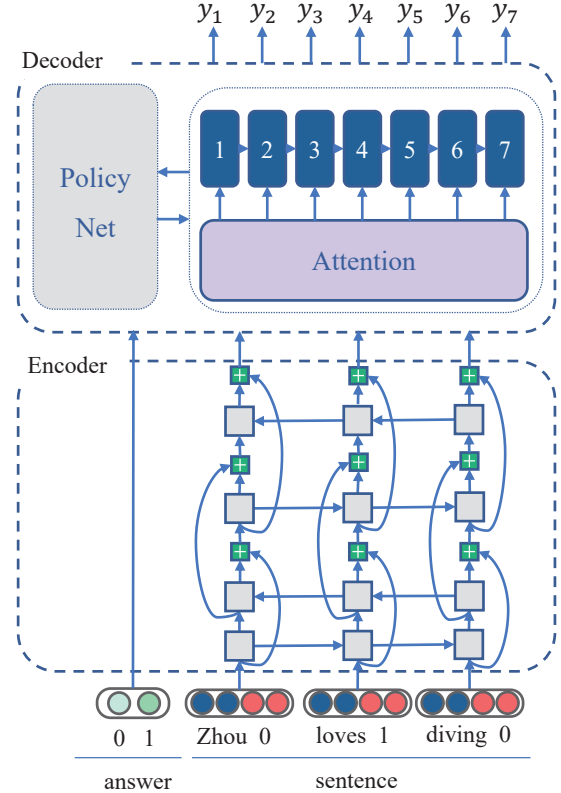 y1 y2 y3 y4 y5 y6 y7
Decoder
1 2 3 4 5 6 7
Policy
Net
Attention
Encoder
0 1 Zhou 0 loves 1 diving 0
answer sentence